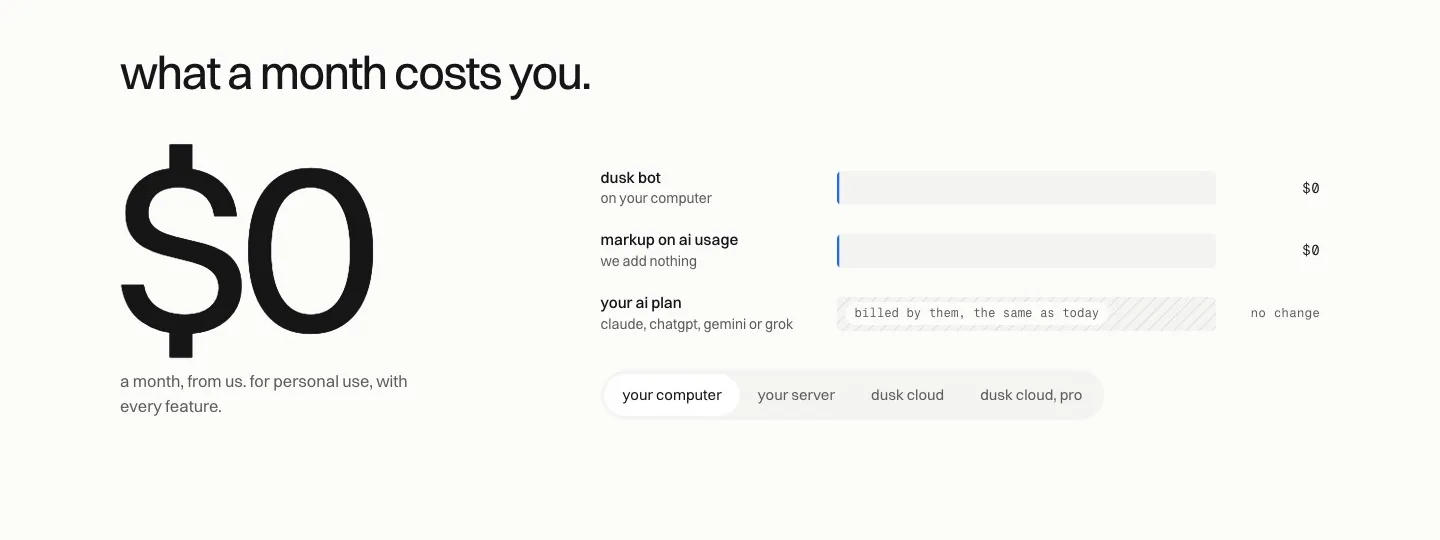 what a month costs you.
$0
a month, from us. for personal use, with
every feature.
dusk bot
on your computer
$0
markup on ai usage
we add nothing
$0
your ai plan
claude, chatgpt, gemini or grok
billed by them, the same as today
no change
your computer
your server
dusk cloud
dusk cloud, pro